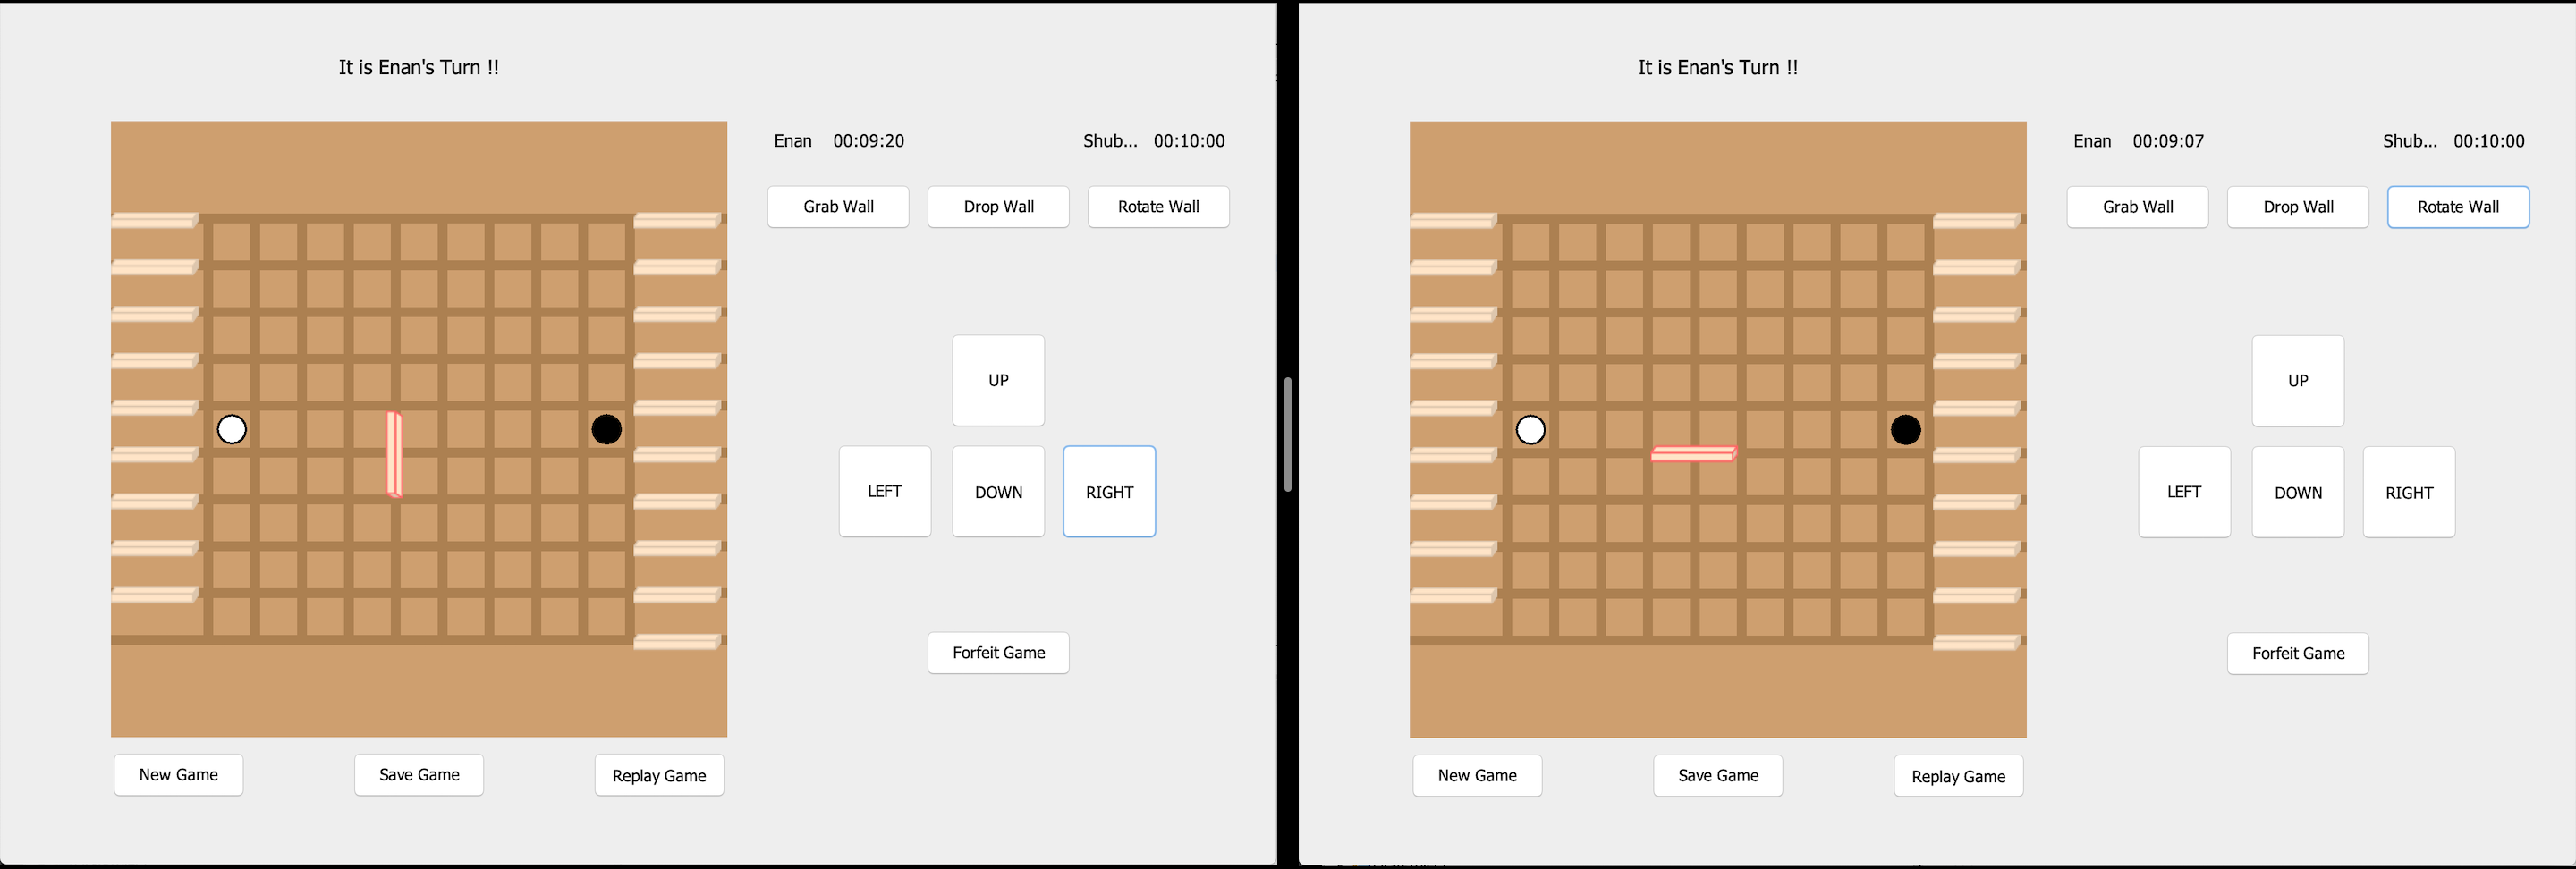 It is Enan's Turn !!
Enan 00:09:20 Shub... 00:10:00
Grab Wall Drop Wall Rotate Wall
UP
LEFT DOWN RIGHT
Forfeit Game
New Game Save Game Replay Game
It is Enan's Turn !!
Enan 00:09:07 Shub... 00:10:00
Grab Wall Drop Wall Rotate Wall
UP
LEFT DOWN RIGHT
Forfeit Game
New Game Save Game Replay Game